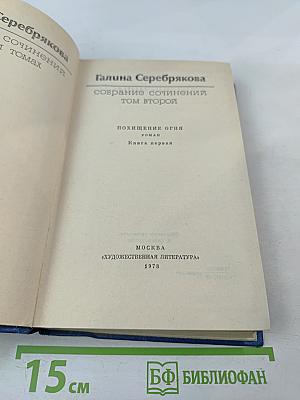 Серебрякова
сочинений
томах
Галина Серебрякова
СОБРАНИЕ СОЧИНЕНИЙ
ТОМ ВТОРОЙ
ПОХИЩЕНИЕ ОГНЯ
РОМАН
Книга первая
МОСКВА
«ХУДОЖЕСТВЕННАЯ ЛИТЕРАТУРА»
1978
15 см
БФ БИБЛИОФАН